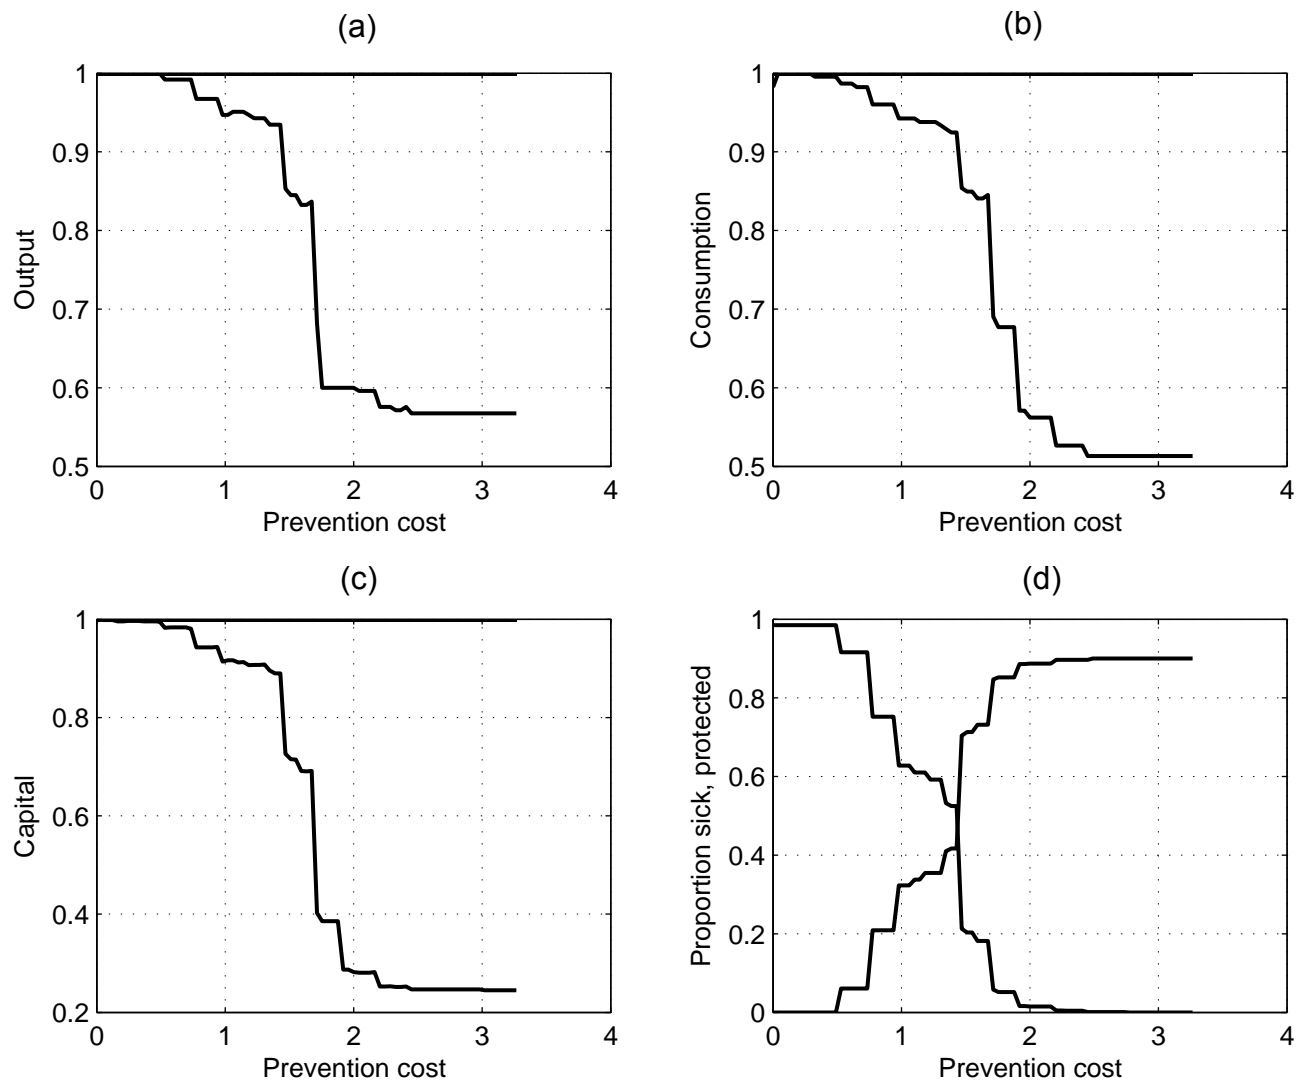 (a)
1
0.9
0.8
0.7
0.6
0.5
0 1 2 3 4
Output
Prevention cost
(b)
1
0.9
0.8
0.7
0.6
0.5
0 1 2 3 4
Consumption
Prevention cost
(c)
1
0.8
0.6
0.4
0.2
0 1 2 3 4
Capital
Prevention cost
(d)
1
0.8
0.6
0.4
0.2
0
0 1 2 3 4
Proportion sick, protected
Prevention cost